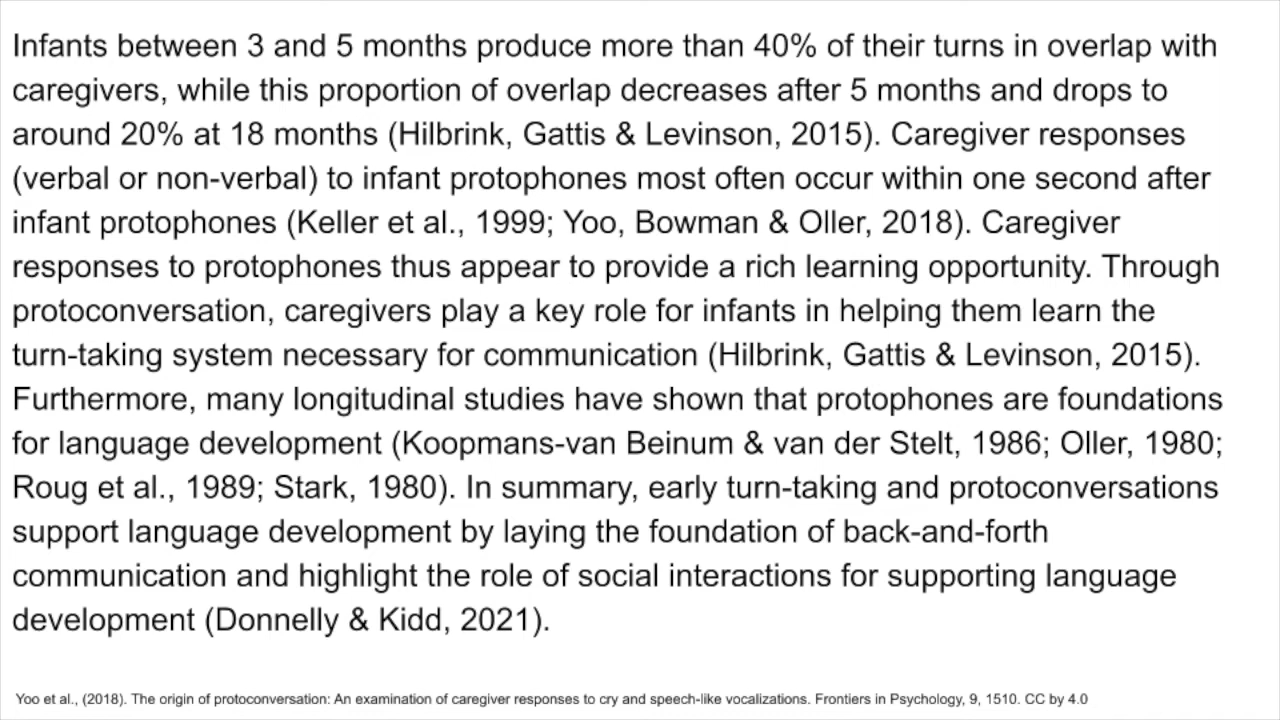 Infants between 3 and 5 months produce more than 40% of their turns in overlap with
caregivers, while this proportion of overlap decreases after 5 months and drops to
around 20% at 18 months (Hilbrink, Gattis & Levinson, 2015). Caregiver responses
(verbal or non-verbal) to infant protophones most often occur within one second after
infant protophones (Keller et al., 1999; Yoo, Bowman & Oller, 2018). Caregiver
responses to protophones thus appear to provide a rich learning opportunity. Through
protoconversation, caregivers play a key role for infants in helping them learn the
turn-taking system necessary for communication (Hilbrink, Gattis & Levinson, 2015).
Furthermore, many longitudinal studies have shown that protophones are foundations
for language development (Koopmans-van Beinum & van der Stelt, 1986; Oller, 1980;
Roug et al., 1989; Stark, 1980). In summary, early turn-taking and protoconversations
support language development by laying the foundation of back-and-forth
communication and highlight the role of social interactions for supporting language
development (Donnelly & Kidd, 2021).
Yoo et al., (2018). The origin of protoconversation: An examination of caregiver responses to cry and speech-like vocalizations. Frontiers in Psychology, 9, 1510. CC by 4.0